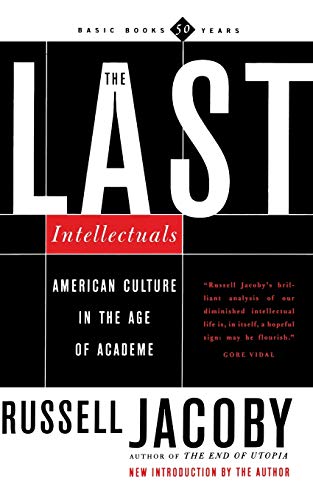 BASIC BOOKS 50 YEARS
THE
LAST
Intellectuals
AMERICAN CULTURE
IN THE AGE
OF ACADEME
"Russell Jacoby's bril-
liant analysis of our
diminished intellectual
life is, in itself, a hopeful
sign: may he flourish."
GORE VIDAL
RUSSELL JACOBY
AUTHOR OF THE END OF UTOPIA
NEW INTRODUCTION BY THE AUTHOR